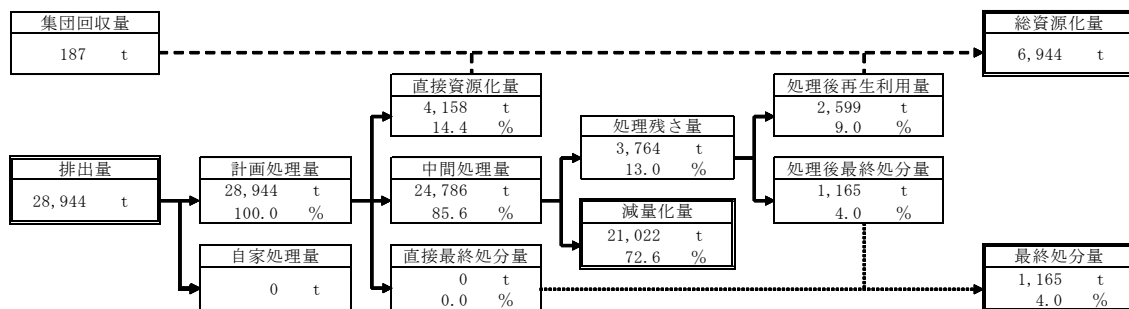 集団回収量
187 t
総資源化量
6,944 t
直接資源化量
4,158 t
14.4 %
処理後再生利用量
2,599 t
9.0 %
処理残さ量
3,764 t
13.0 %
排出量
28,944 t
計画処理量
28,944 t
100.0 %
中間処理量
24,786 t
85.6 %
処理後最終処分量
1,165 t
4.0 %
減量化量
21,022 t
72.6 %
自家処理量
0 t
直接最終処分量
0 t
0.0 %
最終処分量
1,165 t
4.0 %